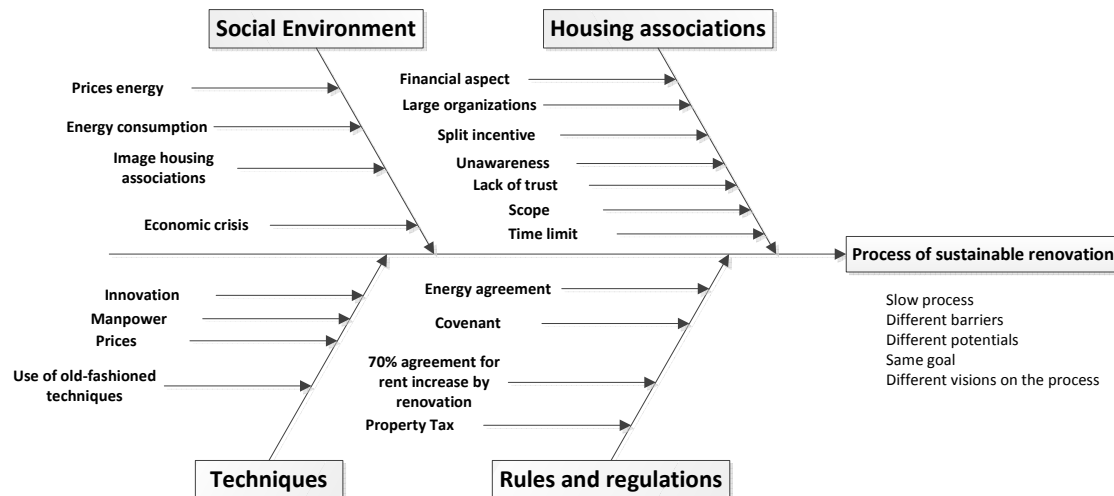 Social Environment
Housing associations
Prices energy
Energy consumption
Image housing
associations
Economic crisis
Financial aspect
Large organizations
Split incentive
Unawareness
Lack of trust
Scope
Time limit
Process of sustainable renovation
Slow process
Different barriers
Different potentials
Same goal
Different visions on the process
Innovation
Manpower
Prices
Use of old-fashioned
techniques
Energy agreement
Covenant
70% agreement for
rent increase by
renovation
Property Tax
Techniques
Rules and regulations